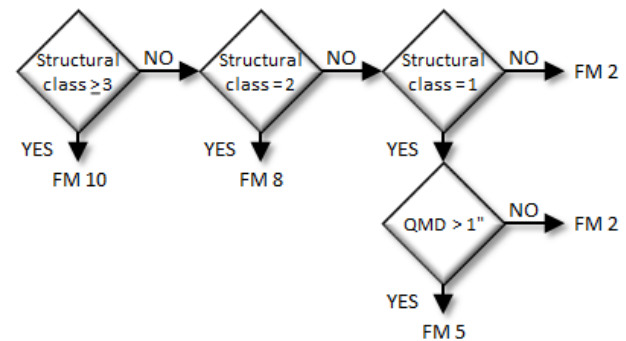 Structural
class ≥3
NO
Structural
class = 2
NO
Structural
class = 1
NO
FM 2
YES
FM 10
YES
FM 8
YES
QMD > 1"
NO
FM 2
YES
FM 5